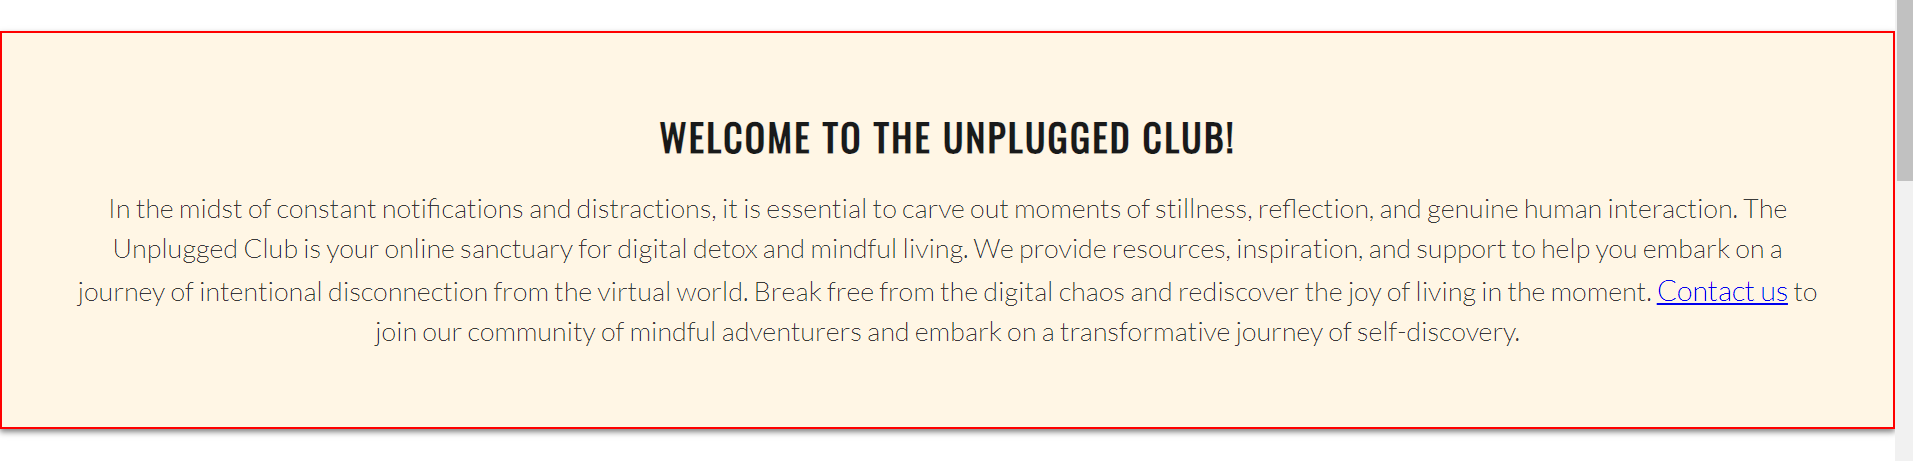 WELCOME TO THE UNPLUGGED CLUB!
In the midst of constant notifications and distractions, it is essential to carve out moments of stillness, reflection, and genuine human interaction. The
Unplugged Club is your online sanctuary for digital detox and mindful living. We provide resources, inspiration, and support to help you embark on a
journey of intentional disconnection from the virtual world. Break free from the digital chaos and rediscover the joy of living in the moment. Contact us to
join our community of mindful adventurers and embark on a transformative journey of self-discovery.